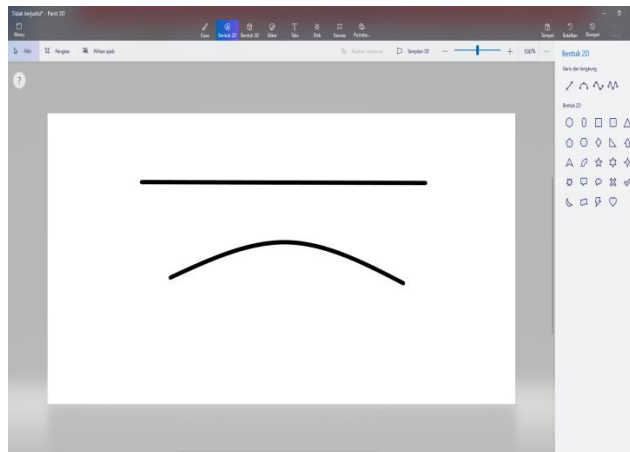 Tidak berjudul* - Paint 3D
Menu
Kuas
Bentuk 2D
Bentuk 3D
Stiker
Teks
Efek
Kanvas
Tempel
Batalkan
Pilih
Pangkas
Pilihan ajaib
Tampilan 3D
100%
?
Bentuk 2D
Garis dan lengkung
Bentuk 2D